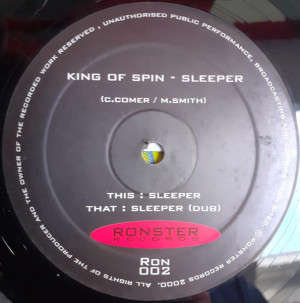 KING OF SPIN - SLEEPER
(C.COMER / M.SMITH)
THIS : SLEEPER
THAT : SLEEPER (DUB)
RONSTER
RECORDS
RON
002
RONSTER RECORDS 2000. ALL RIGHTS OF THE PRODUCER AND THE OWNER OF THE RECORDED WORK RESERVED , UNAUTHORISED PUBLIC PERFORMANCE, BROADCASTING